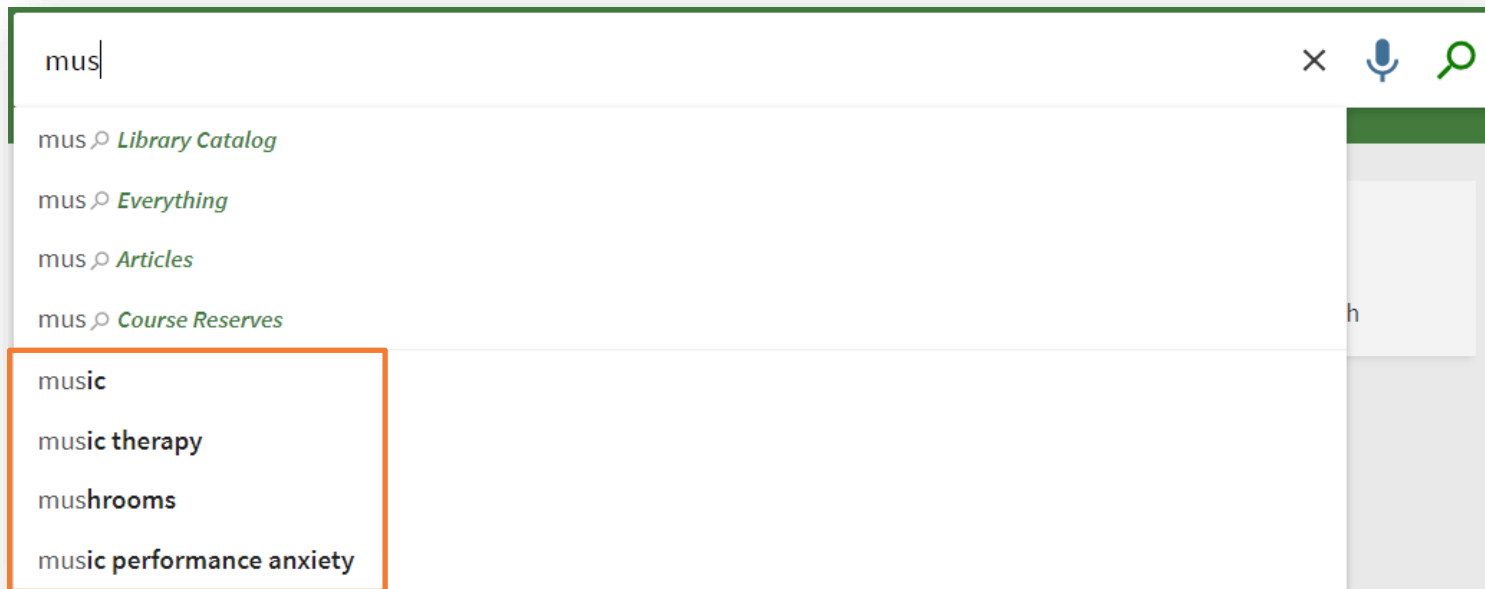 mus
mus Library Catalog
mus Everything
mus Articles
mus Course Reserves
h
music
music therapy
mushrooms
music performance anxiety